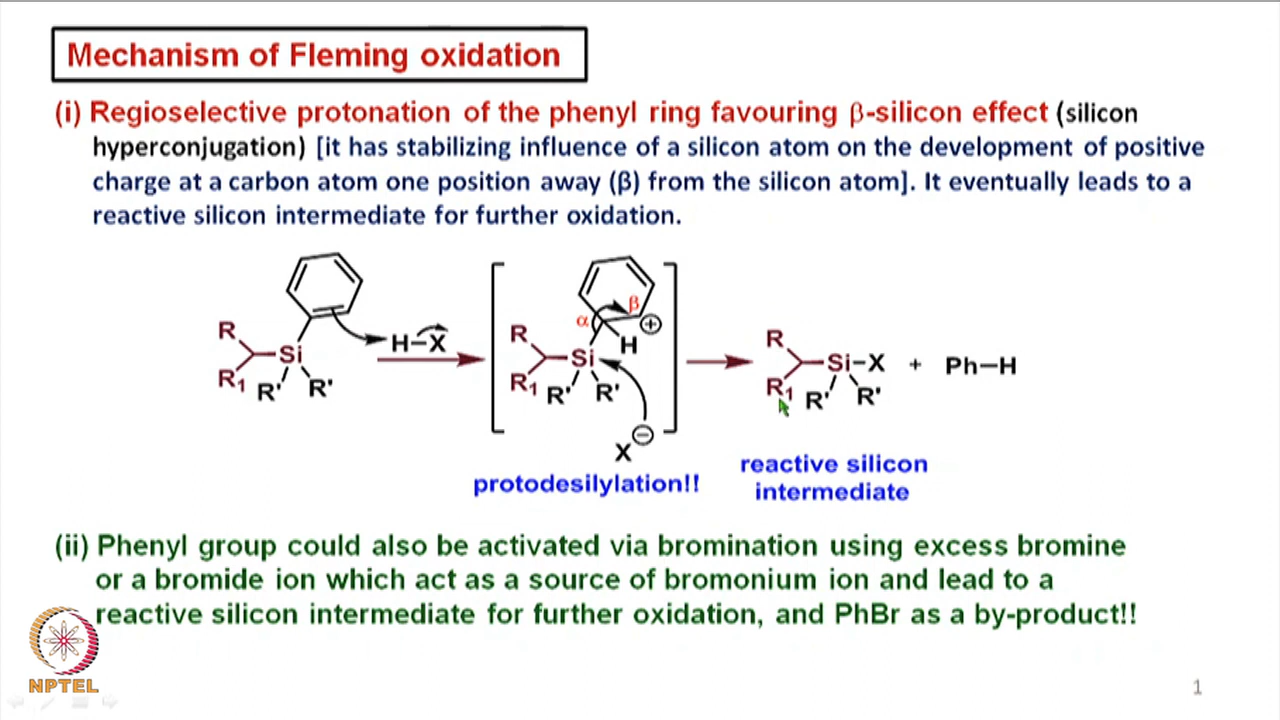 Mechanism of Fleming oxidation
(i) Regioselective protonation of the phenyl ring favouring β-silicon effect (silicon
hyperconjugation) [it has stabilizing influence of a silicon atom on the development of positive
charge at a carbon atom one position away (β) from the silicon atom]. It eventually leads to a
reactive silicon intermediate for further oxidation.
R
R1
Si
R'
R'
H–X
R
R1
Si
R'
R'
α
β
⊕
H
X
⊖
R
R1
Si–X
R'
R'
+
Ph–H
protodesilylation!!
reactive silicon
intermediate
(ii) Phenyl group could also be activated via bromination using excess bromine
or a bromide ion which act as a source of bromonium ion and lead to a
reactive silicon intermediate for further oxidation, and PhBr as a by-product!!
NPTEL
1